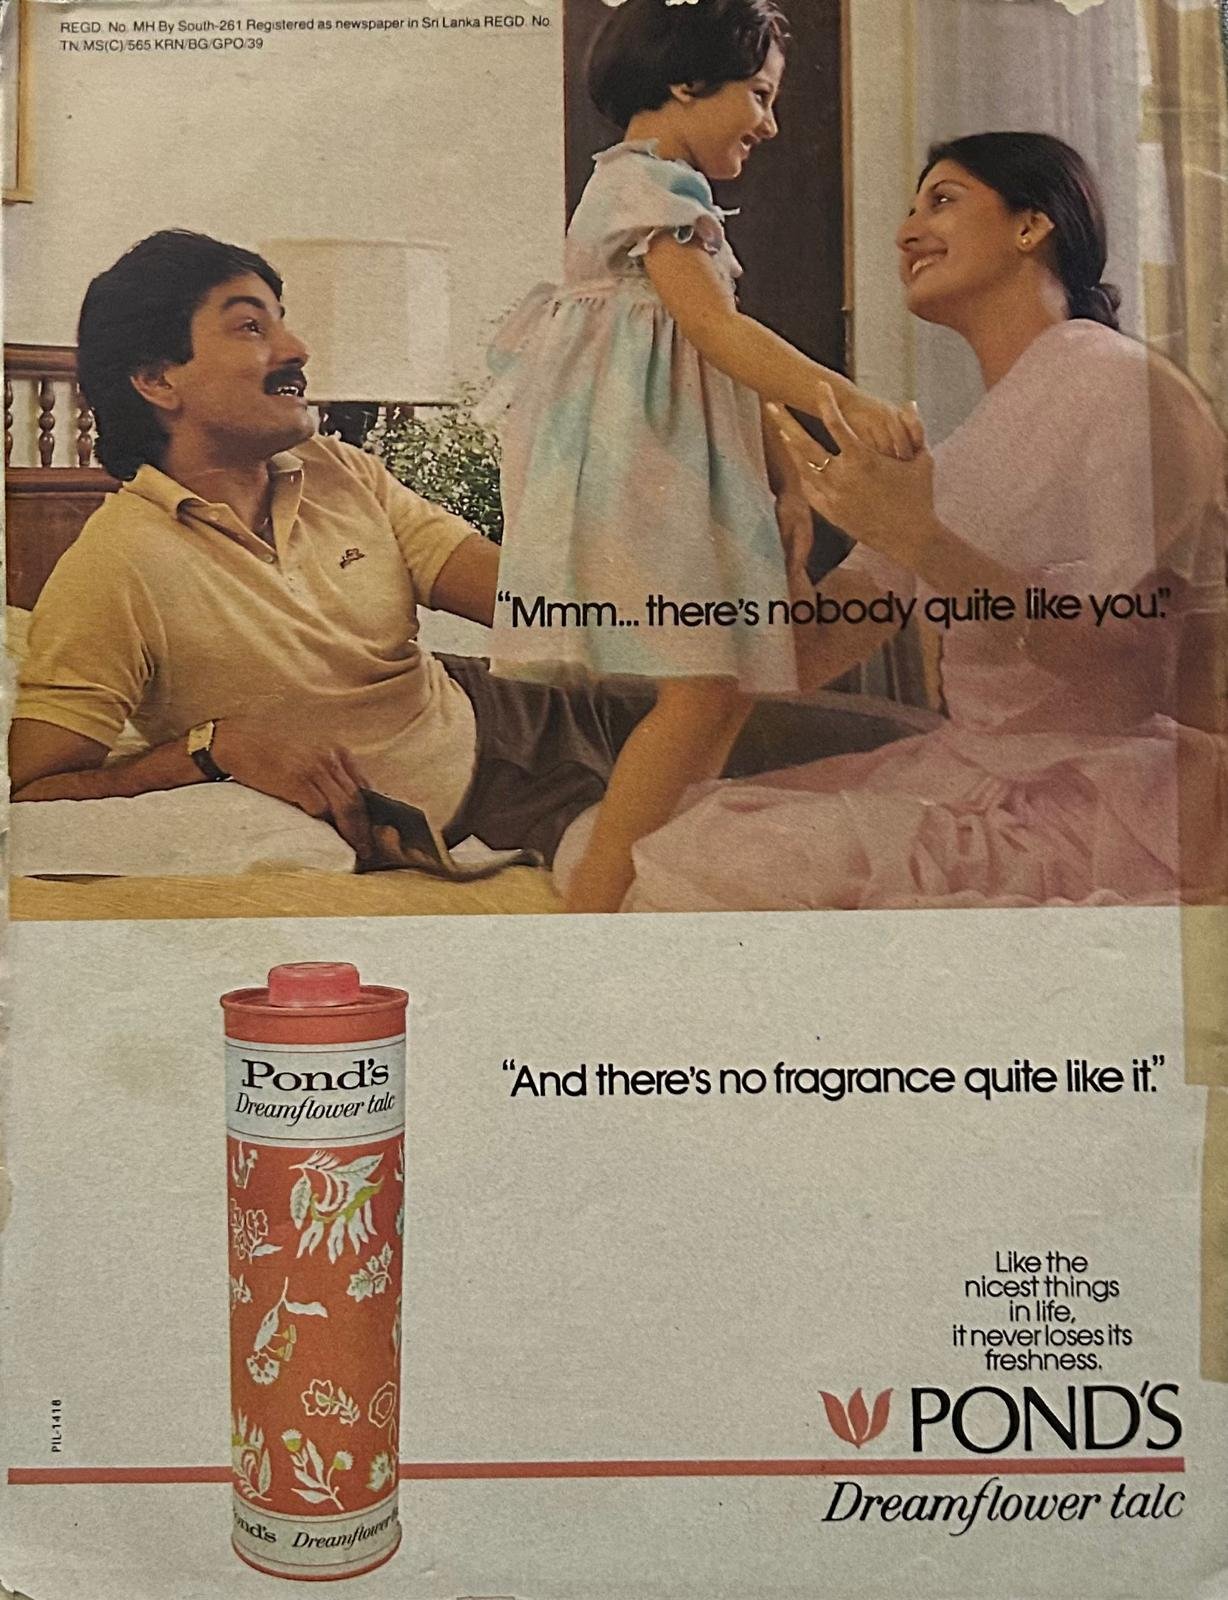 REGD. No. MH By South-261 Registered as newspaper in Sri Lanka REGD. No.
TN/MS(C)/565 KRN/BG/GPO/39
“Mmm... there's nobody quite like you.”
Pond's
Dreamflower talc
“And there's no fragrance quite like it.”
Like the
nicest things
in life,
it never loses its
freshness.
POND'S
Dreamflower talc
PIL-1418
ond's Dreamflower